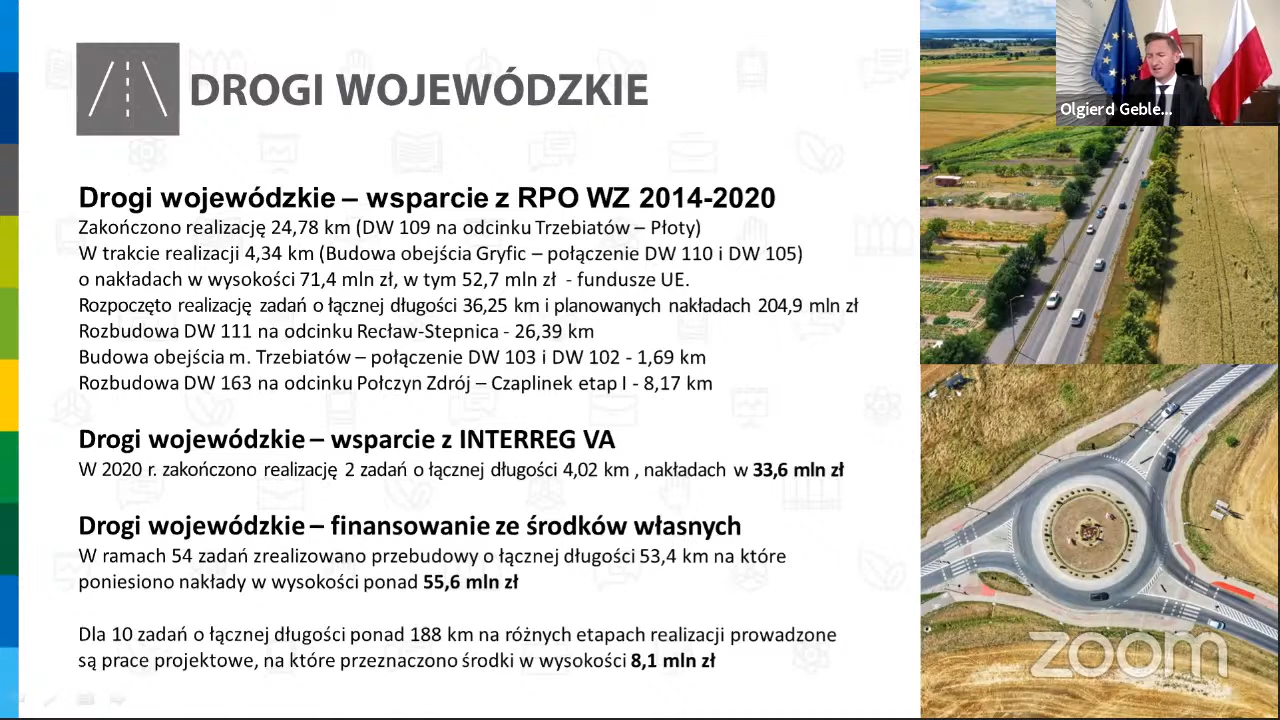 DROGI WOJEWÓDZKIE
Olgierd Geble...
Drogi wojewódzkie – wsparcie z RPO WZ 2014-2020
Zakończono realizację 24,78 km (DW 109 na odcinku Trzebiatów – Płoty)
W trakcie realizacji 4,34 km (Budowa obejścia Gryfic – połączenie DW 110 i DW 105)
o nakładach w wysokości 71,4 mln zł, w tym 52,7 mln zł - fundusze UE.
Rozpoczęto realizację zadań o łącznej długości 36,25 km i planowanych nakładach 204,9 mln zł
Rozbudowa DW 111 na odcinku Recław-Stepnica - 26,39 km
Budowa obejścia m. Trzebiatów – połączenie DW 103 i DW 102 - 1,69 km
Rozbudowa DW 163 na odcinku Połczyn Zdrój – Czaplinek etap I - 8,17 km
Drogi wojewódzkie – wsparcie z INTERREG VA
W 2020 r. zakończono realizację 2 zadań o łącznej długości 4,02 km , nakładach w 33,6 mln zł
Drogi wojewódzkie – finansowanie ze środków własnych
W ramach 54 zadań zrealizowano przebudowy o łącznej długości 53,4 km na które
poniesiono nakłady w wysokości ponad 55,6 mln zł
Dla 10 zadań o łącznej długości ponad 188 km na różnych etapach realizacji prowadzone
są prace projektowe, na które przeznaczono środki w wysokości 8,1 mln zł
zoom